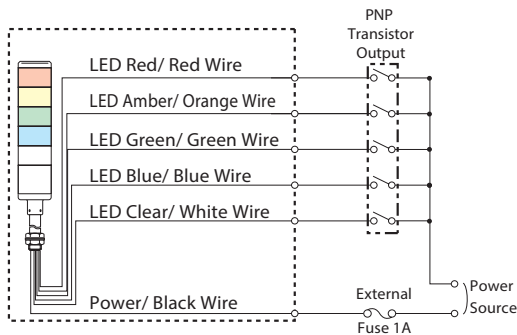 PNP
Transistor
Output
LED Red/ Red Wire
LED Amber/ Orange Wire
LED Green/ Green Wire
LED Blue/ Blue Wire
LED Clear/ White Wire
Power/ Black Wire
External
Fuse 1A
Power
Source